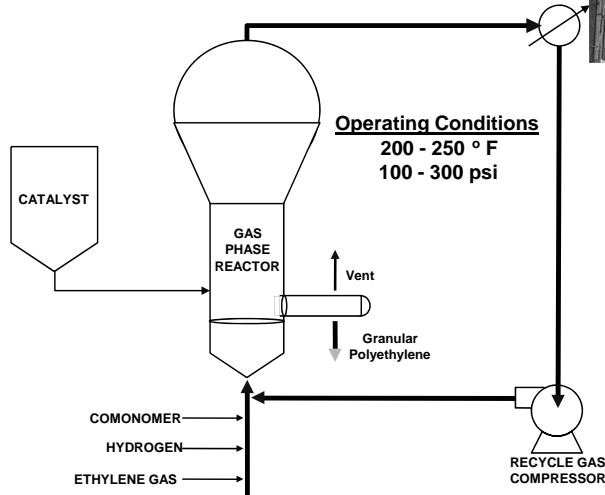 Operating Conditions
200 - 250 º F
100 - 300 psi
CATALYST
GAS
PHASE
REACTOR
Vent
Granular
Polyethylene
COMONOMER
HYDROGEN
ETHYLENE GAS
RECYCLE GAS
COMPRESSOR